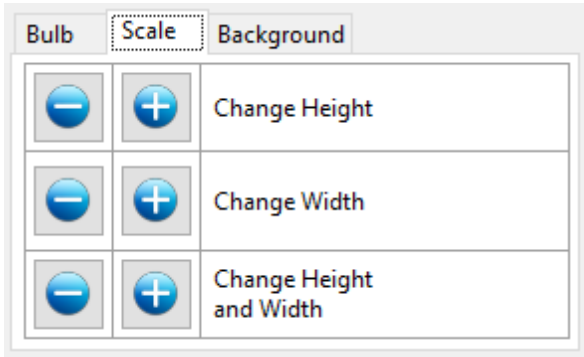 Bulb Scale Background
Change Height
Change Width
Change Height
and Width